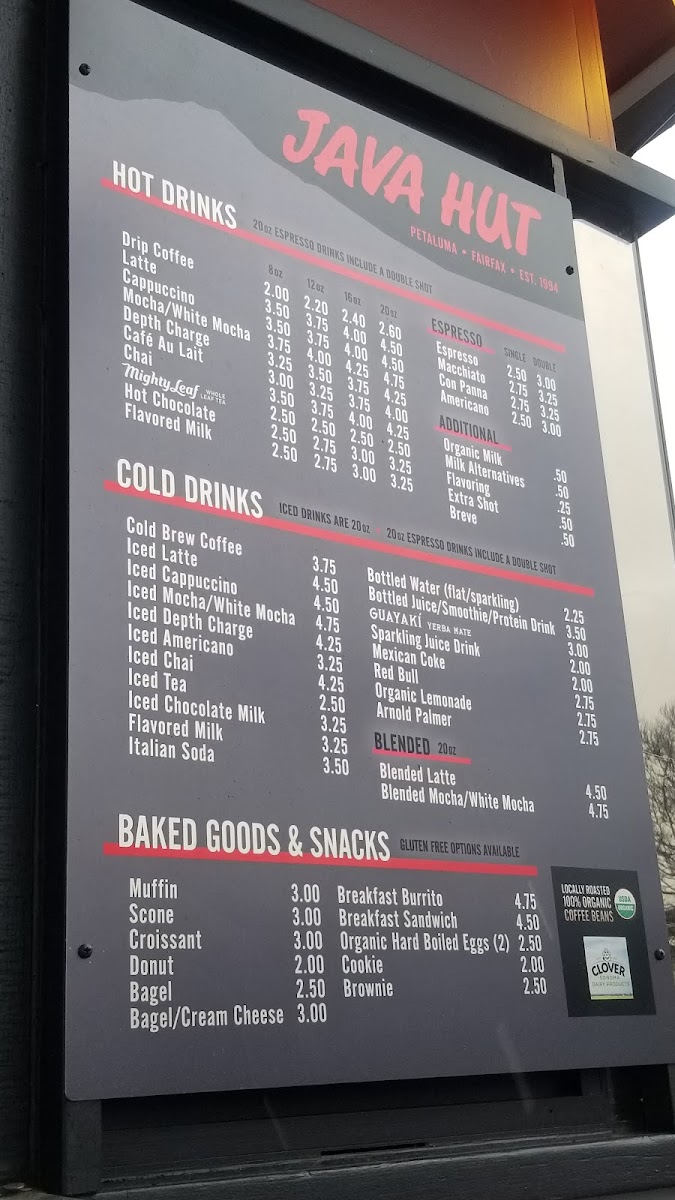 JAVA HUT
PETALUMA • FAIRFAX • EST. 1994
HOT DRINKS 20oz ESPRESSO DRINKS INCLUDE A DOUBLE SHOT
8oz 12oz 16oz 20oz
Drip Coffee 2.00 2.20 2.40 2.60
Latte 3.50 3.75 4.00 4.50
Cappuccino 3.50 3.75 4.00 4.50
Mocha/White Mocha 3.75 4.00 4.25 4.75
Depth Charge 3.25 3.50 3.75 4.25
Café Au Lait 3.00 3.25 3.75 4.00
Chai 3.50 3.75 4.00 4.25
Mighty Leaf WHOLE LEAF TEA 2.50 2.50 2.50 2.50
Hot Chocolate 2.50 2.75 3.00 3.25
Flavored Milk 2.50 2.75 3.00 3.25
ESPRESSO SINGLE DOUBLE
Espresso 2.50 3.00
Macchiato 2.75 3.25
Con Panna 2.75 3.25
Americano 2.50 3.00
ADDITIONAL
Organic Milk .50
Milk Alternatives .50
Flavoring .25
Extra Shot .50
Breve .50
COLD DRINKS ICED DRINKS ARE 20oz • 20oz ESPRESSO DRINKS INCLUDE A DOUBLE SHOT
Cold Brew Coffee 3.75
Iced Latte 4.50
Iced Cappuccino 4.50
Iced Mocha/White Mocha 4.75
Iced Depth Charge 4.25
Iced Americano 3.25
Iced Chai 4.25
Iced Tea 2.50
Iced Chocolate Milk 3.25
Flavored Milk 3.25
Italian Soda 3.50
Bottled Water (flat/sparkling) 2.25
Bottled Juice/Smoothie/Protein Drink 3.50
GUAYAKÍ YERBA MATE 3.00
Sparkling Juice Drink 2.00
Mexican Coke 2.00
Red Bull 2.75
Organic Lemonade 2.75
Arnold Palmer 2.75
BLENDED 20oz
Blended Latte 4.50
Blended Mocha/White Mocha 4.75
BAKED GOODS & SNACKS GLUTEN FREE OPTIONS AVAILABLE
Muffin 3.00
Scone 3.00
Croissant 3.00
Donut 2.00
Bagel 2.50
Bagel/Cream Cheese 3.00
Breakfast Burrito 4.75
Breakfast Sandwich 4.50
Organic Hard Boiled Eggs (2) 2.50
Cookie 2.00
Brownie 2.50
LOCALLY ROASTED
100% ORGANIC
COFFEE BEANS
USDA
ORGANIC
CLOVER
SONOMA
DAIRY PRODUCTS